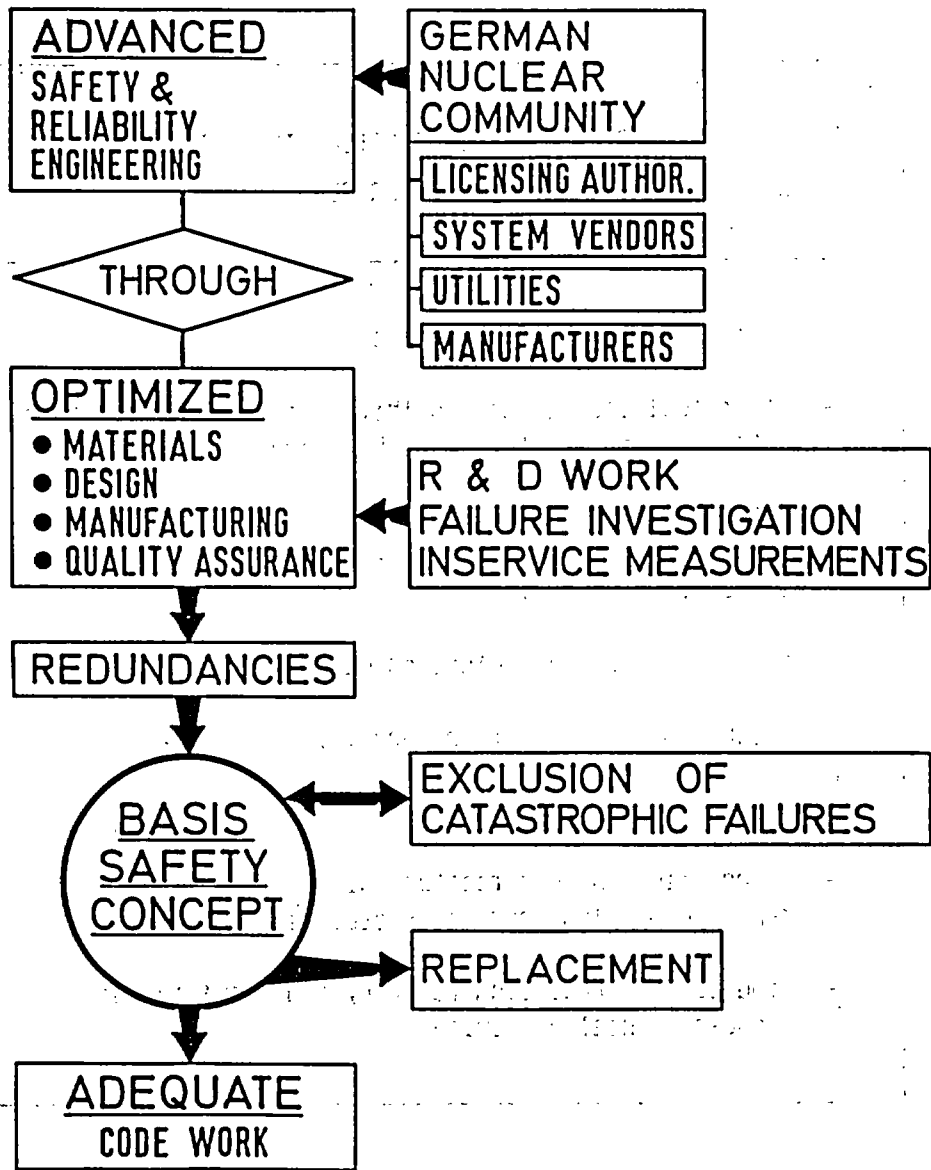 ADVANCED
SAFETY &
RELIABILITY
ENGINEERING
GERMAN
NUCLEAR
COMMUNITY
LICENSING AUTHOR.
SYSTEM VENDORS
UTILITIES
MANUFACTURERS
THROUGH
OPTIMIZED
• MATERIALS
• DESIGN
• MANUFACTURING
• QUALITY ASSURANCE
R & D WORK
FAILURE INVESTIGATION
INSERVICE MEASUREMENTS
REDUNDANCIES
BASIS
SAFETY
CONCEPT
EXCLUSION OF
CATASTROPHIC FAILURES
REPLACEMENT
ADEQUATE
CODE WORK